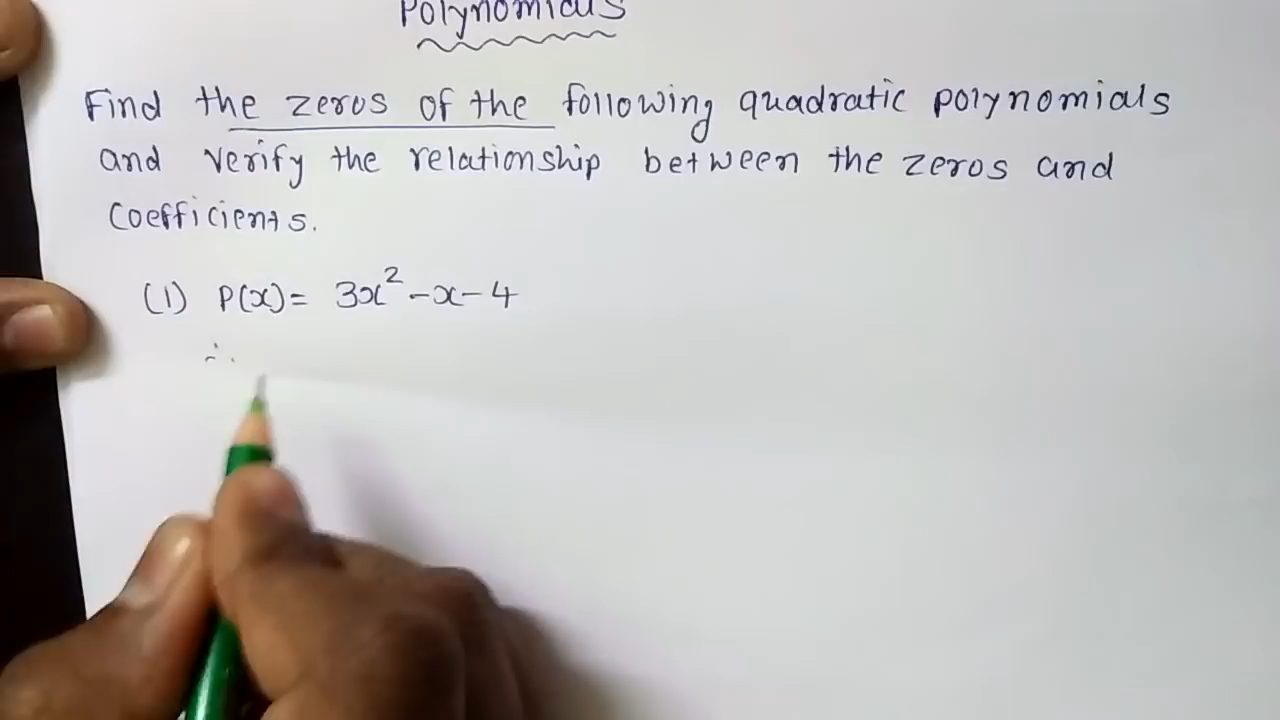 Polynomials
Find the zeros of the following quadratic polynomials
and verify the relationship between the zeros and
Coefficients.
(1) P(x) = 3x² - x - 4
∴